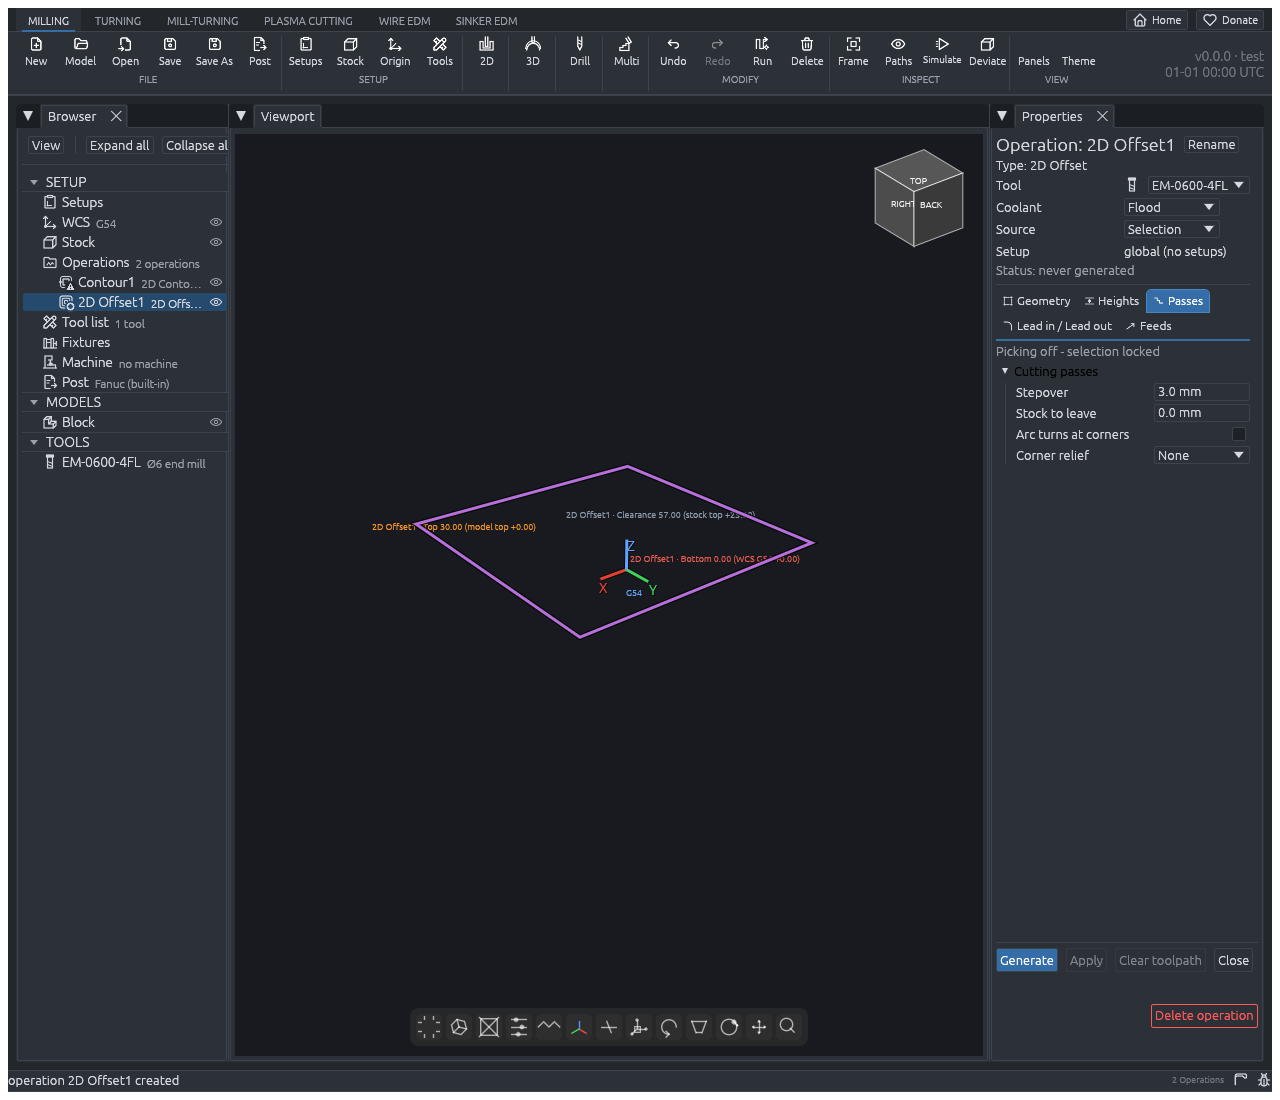 MILLING TURNING MILL-TURNING PLASMA CUTTING WIRE EDM SINKER EDM Home Donate
New Model Open Save Save As Post Setups Stock Origin Tools 2D 3D Drill Multi Undo Redo Run Delete Frame Paths Simulate Deviate Panels Theme
FILE SETUP MODIFY INSPECT VIEW
v0.0.0 · test
01-01 00:00 UTC
Browser
View Expand all Collapse al
SETUP
Setups
WCS G54
Stock
Operations 2 operations
Contour1 2D Conto...
2D Offset1 2D Offs...
Tool list 1 tool
Fixtures
Machine no machine
Post Fanuc (built-in)
MODELS
Block
TOOLS
EM-0600-4FL Ø6 end mill
Viewport
TOP
RIGHT BACK
2D Offset1 · Clearance 57.00 (stock top
2D Offset1 Top 30.00 (model top +0.00)
2D Offset1 · Bottom 0.00 (WCS
Z
X Y
G54
Properties
Operation: 2D Offset1 Rename
Type: 2D Offset
Tool EM-0600-4FL
Coolant Flood
Source Selection
Setup global (no setups)
Status: never generated
Geometry Heights Passes
Lead in / Lead out Feeds
Picking off - selection locked
Cutting passes
Stepover 3.0 mm
Stock to leave 0.0 mm
Arc turns at corners
Corner relief None
Generate Apply Clear toolpath Close
Delete operation
operation 2D Offset1 created
2 Operations